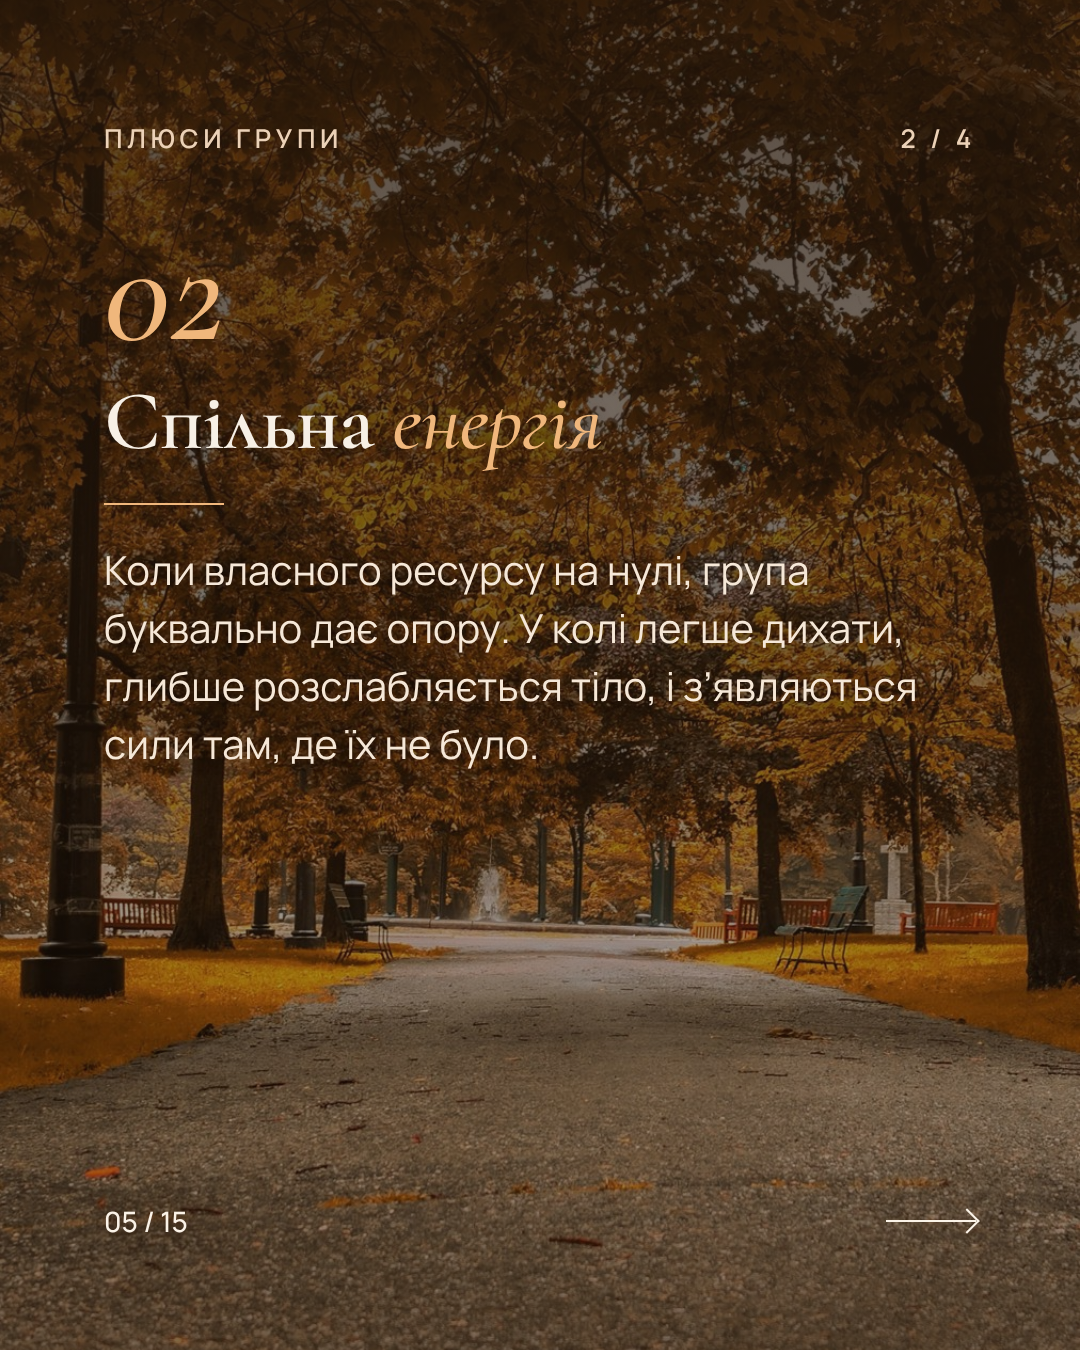 ПЛЮСИ ГРУПИ
2 / 4
02
Спільна енергія
Коли власного ресурсу на нулі, група
буквально дає опору. У колі легше дихати,
глибше розслабляється тіло, і з’являються
сили там, де їх не було.
05 / 15